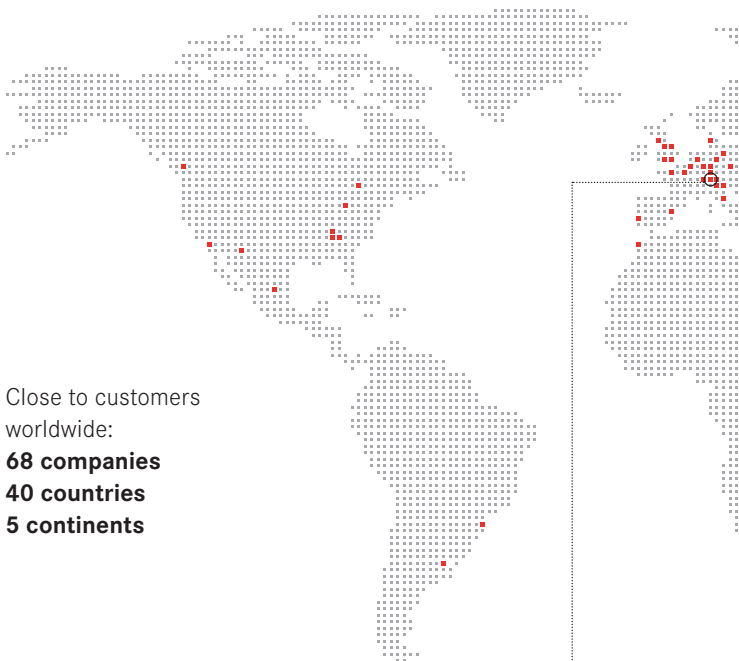 Close to customers
worldwide:
68 companies
40 countries
5 continents